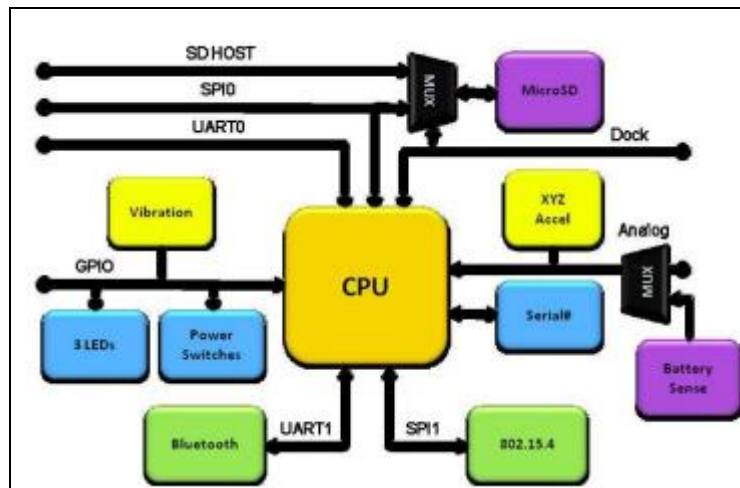 SD HOST
SPI0
UART0
MUX
MicroSD
Dock
Vibration
XYZ
Accel
Analog
GPIO
CPU
MUX
3 LEDs
Power
Switches
Serial#
Battery
Sense
Bluetooth
UART1
SPI1
802.15.4